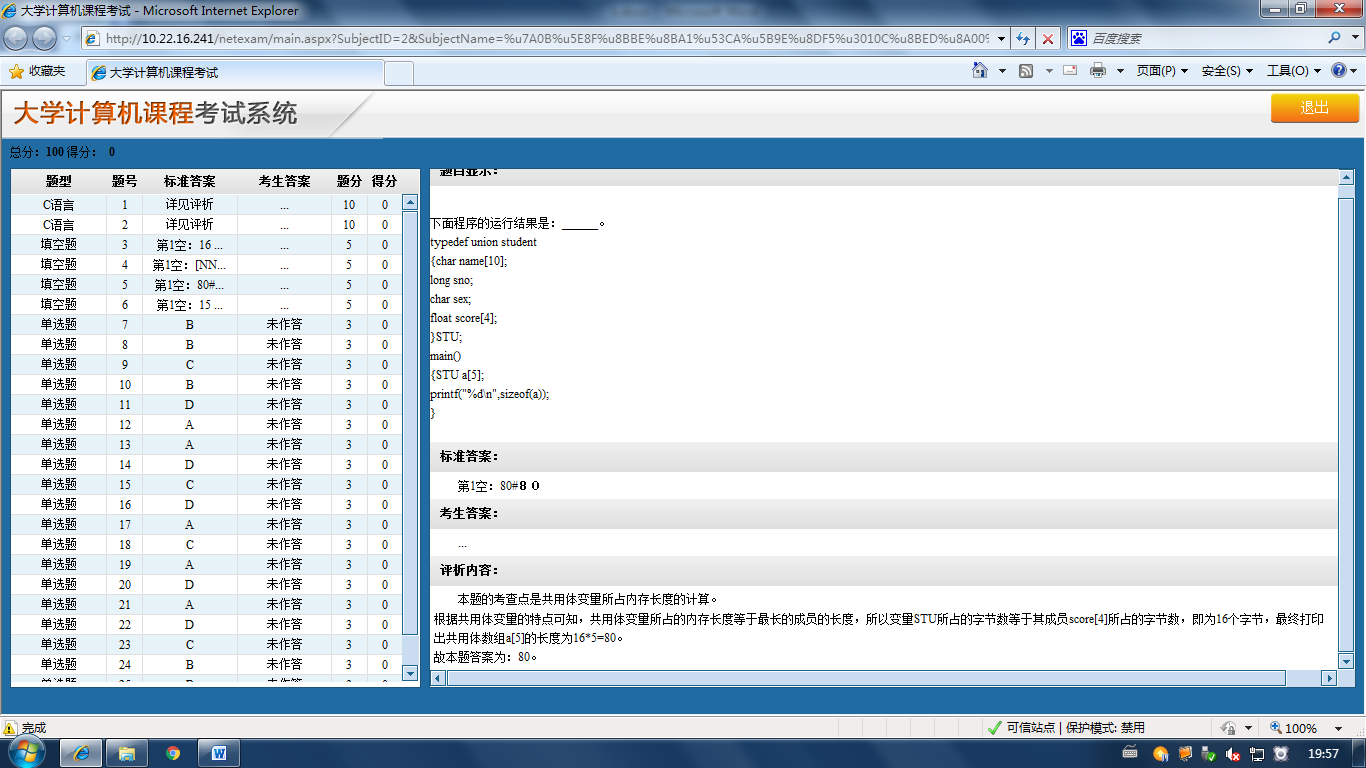 大学计算机课程考试 - Microsoft Internet Explorer
http://10.22.16.241/netexam/main.aspx?SubjectID=2&SubjectName=%u7A0B%u5E8F%u8BBE%u8BA1%u53CA%u5B9E%u8DF5%u3010C%u8BED%u8A00%
百度搜索
收藏夹 大学计算机课程考试
页面(P) 安全(S) 工具(O)
大学计算机课程考试系统
退出
总分：100 得分： 0
题型 题号 标准答案 考生答案 题分 得分
C语言 1 详见评析 ... 10 0
C语言 2 详见评析 ... 10 0
填空题 3 第1空：16 ... ... 5 0
填空题 4 第1空：[NN... ... 5 0
填空题 5 第1空：80#... ... 5 0
填空题 6 第1空：15 ... ... 5 0
单选题 7 B 未作答 3 0
单选题 8 B 未作答 3 0
单选题 9 C 未作答 3 0
单选题 10 B 未作答 3 0
单选题 11 D 未作答 3 0
单选题 12 A 未作答 3 0
单选题 13 A 未作答 3 0
单选题 14 D 未作答 3 0
单选题 15 C 未作答 3 0
单选题 16 D 未作答 3 0
单选题 17 A 未作答 3 0
单选题 18 C 未作答 3 0
单选题 19 A 未作答 3 0
单选题 20 D 未作答 3 0
单选题 21 A 未作答 3 0
单选题 22 D 未作答 3 0
单选题 23 C 未作答 3 0
单选题 24 B 未作答 3 0
题目显示：
下面程序的运行结果是：______。
typedef union student
{char name[10];
long sno;
char sex;
float score[4];
}STU;
main()
{STU a[5];
printf("%d\n",sizeof(a));
}
标准答案：
第1空：80#８０
考生答案：
...
评析内容：
本题的考查点是共用体变量所占内存长度的计算。
根据共用体变量的特点可知，共用体变量所占的内存长度等于最长的成员的长度，所以变量STU所占的字节数等于其成员score[4]所占的字节数，即为16个字节，最终打印
出共用体数组a[5]的长度为16*5=80。
故本题答案为：80。
完成
可信站点 | 保护模式: 禁用
100%
19:57